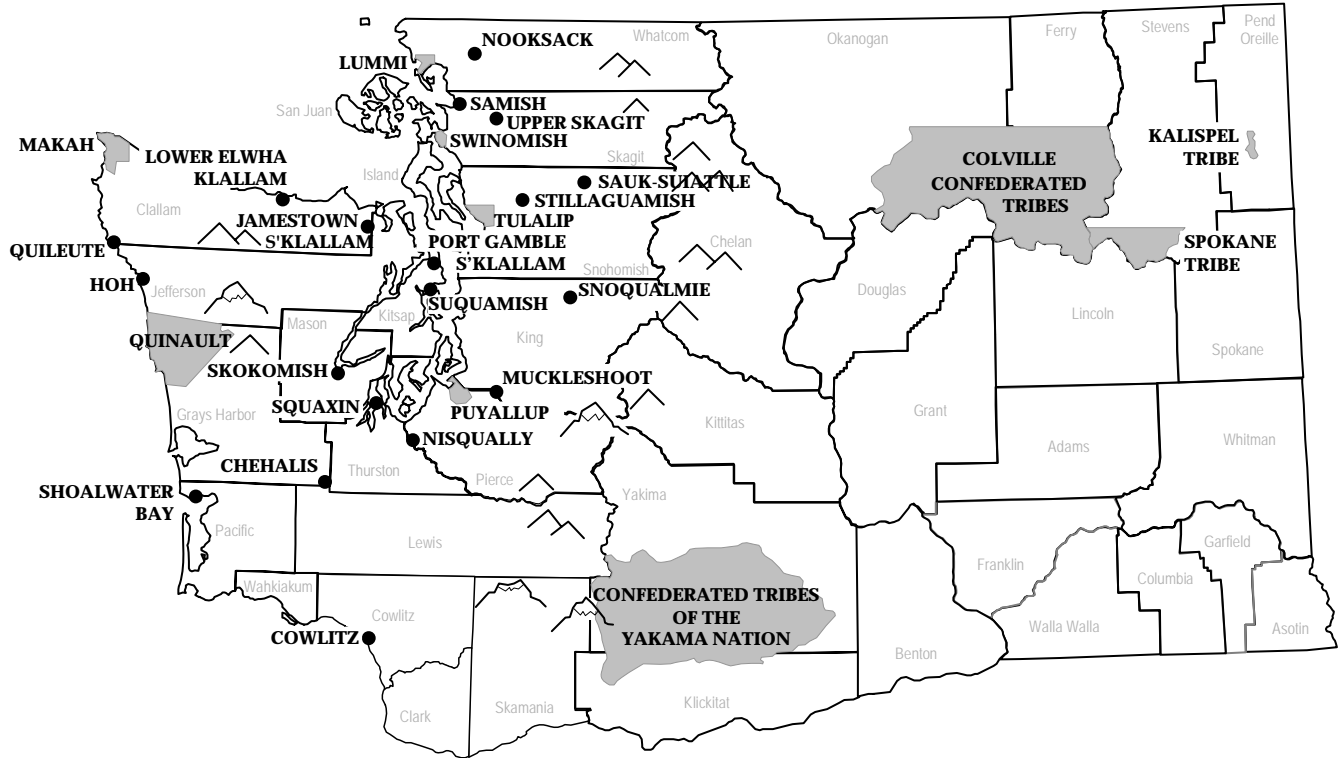 NOOKSACK
Whatcom
Okanogan
Ferry
Stevens
Pend
Oreille
LUMMI
San Juan
SAMISH
UPPER SKAGIT
SWINOMISH
Skagit
MAKAH
LOWER ELWHA
KLALLAM
Island
SAUK-SUIATTLE
STILLAGUAMISH
Clallam
JAMESTOWN
S'KLALLAM
TULALIP
COLVILLE
CONFEDERATED
TRIBES
KALISPEL
TRIBE
QUILEUTE
PORT GAMBLE
S'KLALLAM
Snohomish
Chelan
SPOKANE
TRIBE
HOH
Jefferson
SUQUAMISH
SNOQUALMIE
Douglas
Lincoln
Mason
Kitsap
QUINAULT
King
Spokane
SKOKOMISH
MUCKLESHOOT
Grays Harbor
SQUAXIN
PUYALLUP
Kittitas
Grant
NISQUALLY
Adams
Whitman
CHEHALIS
Thurston
Pierce
Yakima
SHOALWATER
BAY
Pacific
Lewis
Franklin
Garfield
Columbia
Wahkiakum
CONFEDERATED TRIBES
OF THE
YAKAMA NATION
Cowlitz
COWLITZ
Walla Walla
Asotin
Benton
Clark
Skamania
Klickitat